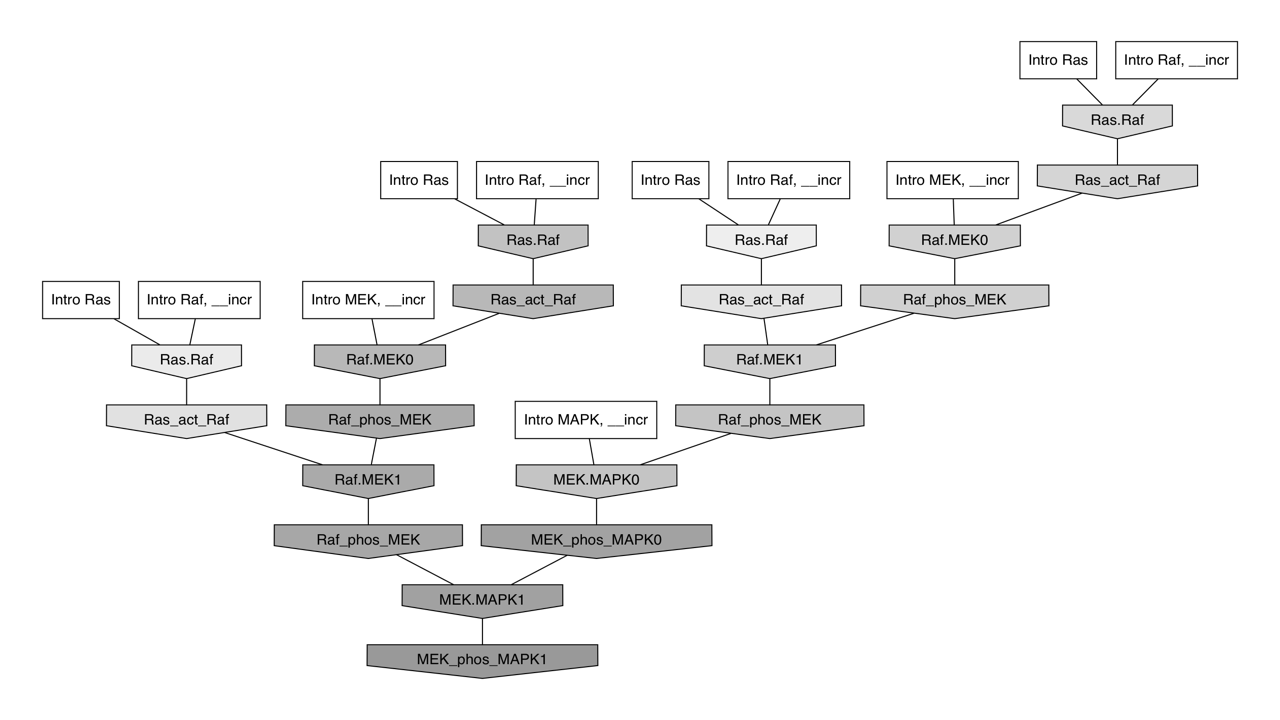 Intro Ras
Intro Raf, __incr
Ras.Raf
Intro Ras
Intro Raf, __incr
Intro Ras
Intro Raf, __incr
Intro MEK, __incr
Ras_act_Raf
Ras.Raf
Ras.Raf
Raf.MEK0
Intro Ras
Intro Raf, __incr
Intro MEK, __incr
Ras_act_Raf
Ras_act_Raf
Raf_phos_MEK
Ras.Raf
Raf.MEK0
Raf.MEK1
Ras_act_Raf
Raf_phos_MEK
Intro MAPK, __incr
Raf_phos_MEK
Raf.MEK1
MEK.MAPK0
Raf_phos_MEK
MEK_phos_MAPK0
MEK.MAPK1
MEK_phos_MAPK1